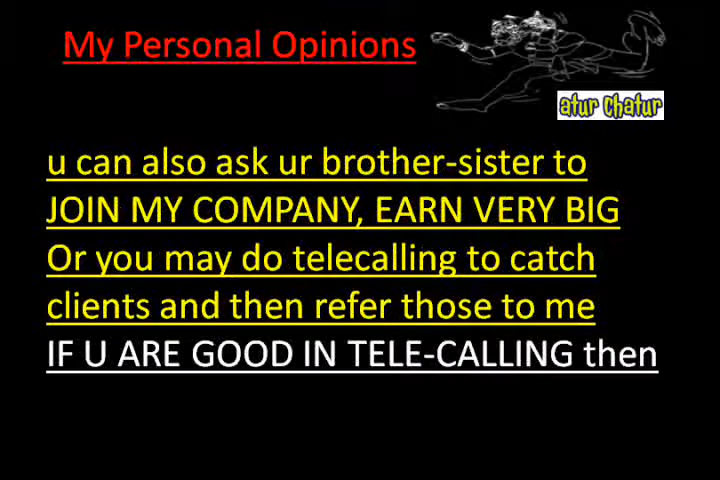 My Personal Opinions
atur Chatur
u can also ask ur brother-sister to
JOIN MY COMPANY, EARN VERY BIG
Or you may do telecalling to catch
clients and then refer those to me
IF U ARE GOOD IN TELE-CALLING then